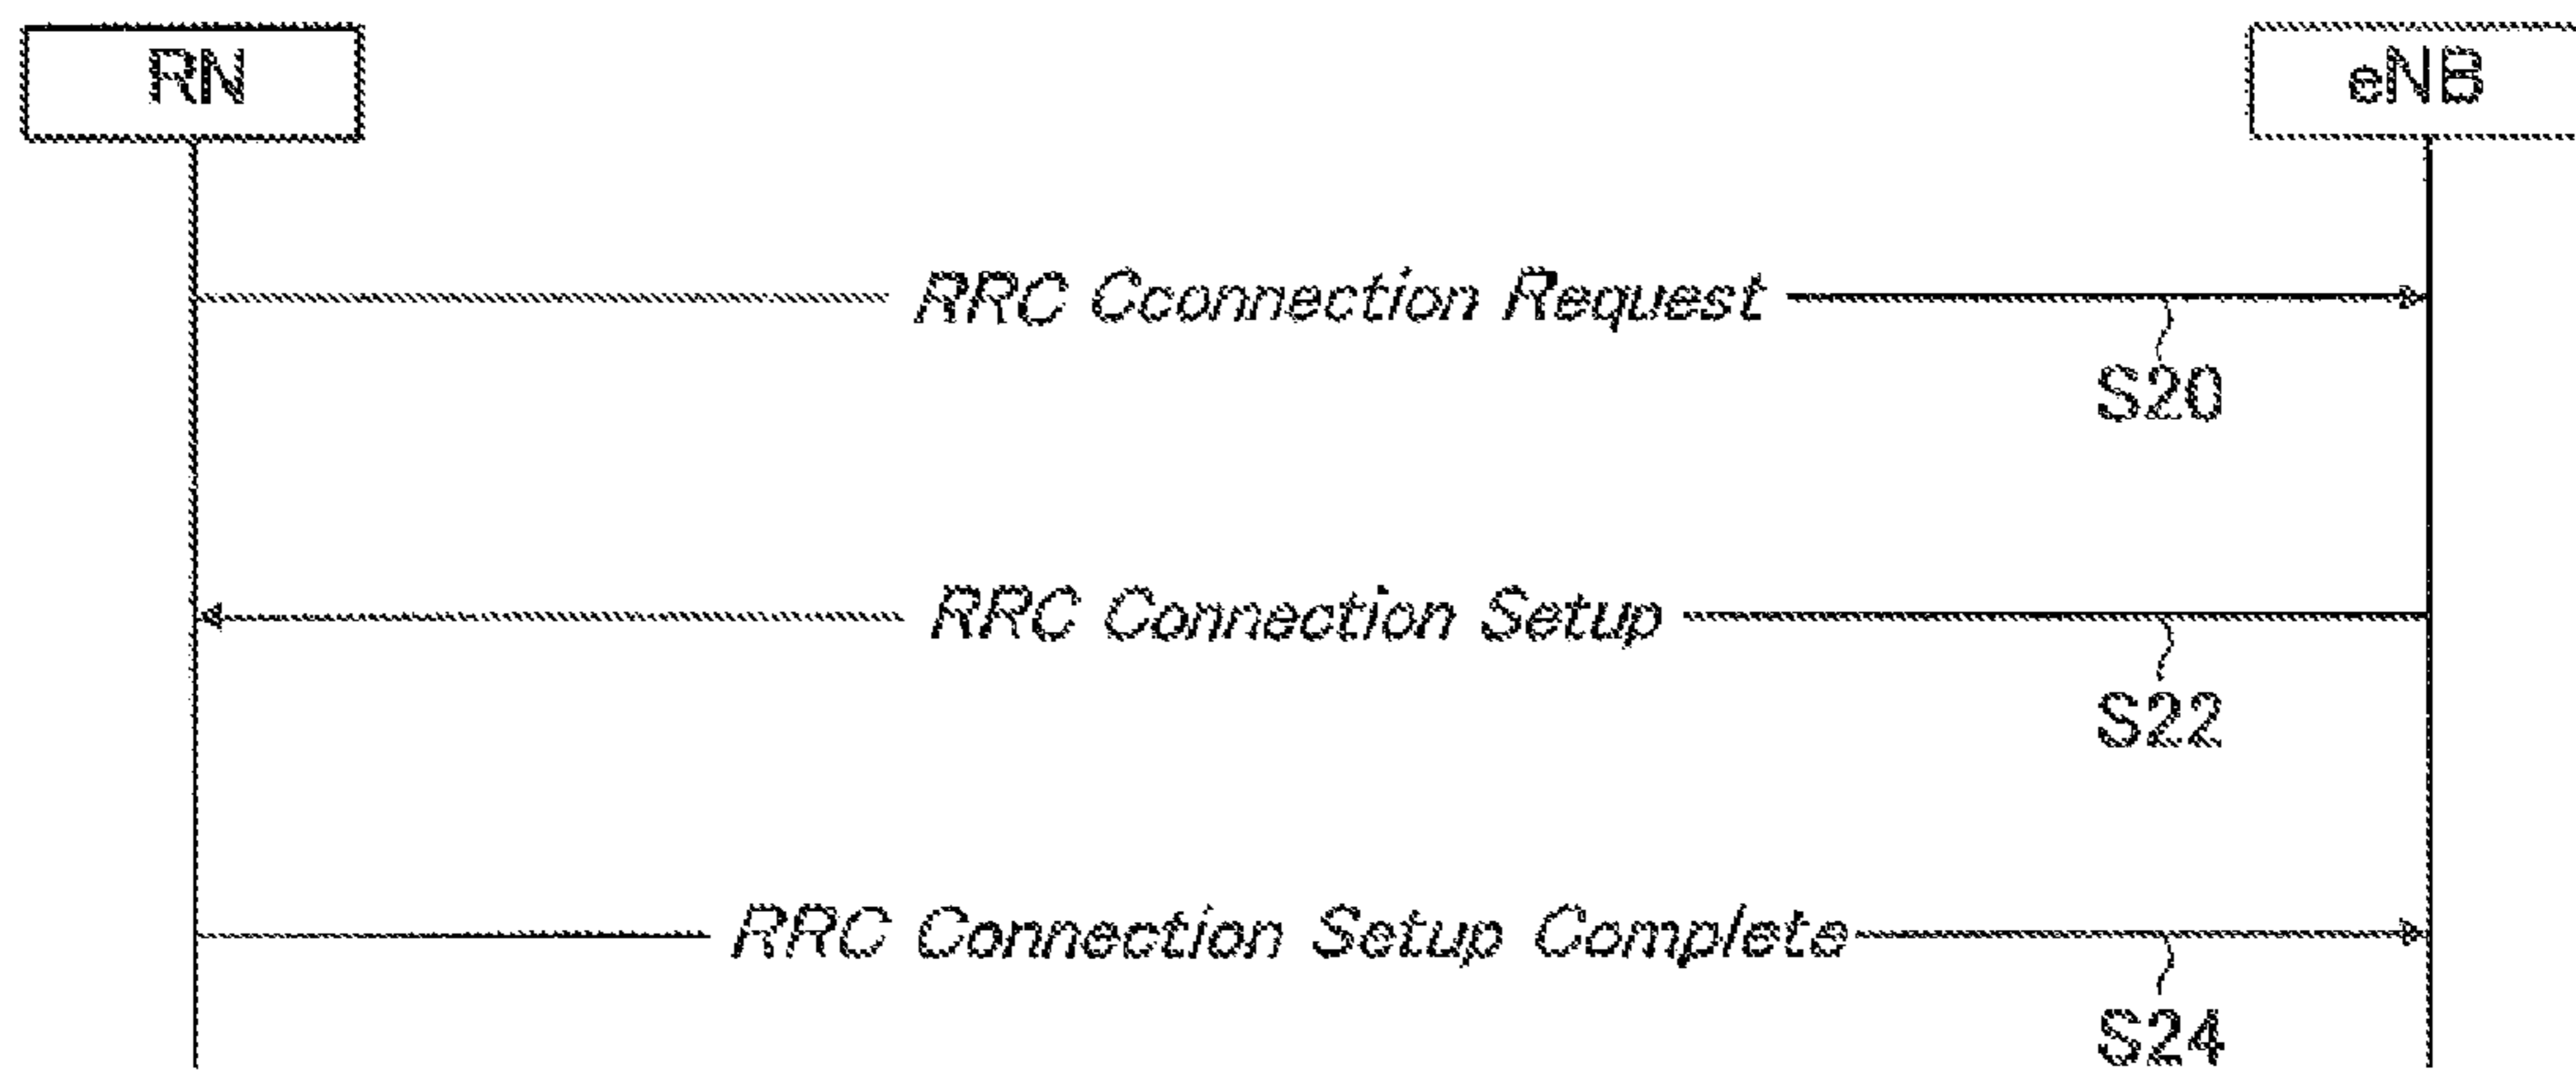 RN
eNB
RRC Cconnection Request
S20
RRC Connection Setup
S22
RRC Connection Setup Complete
S24